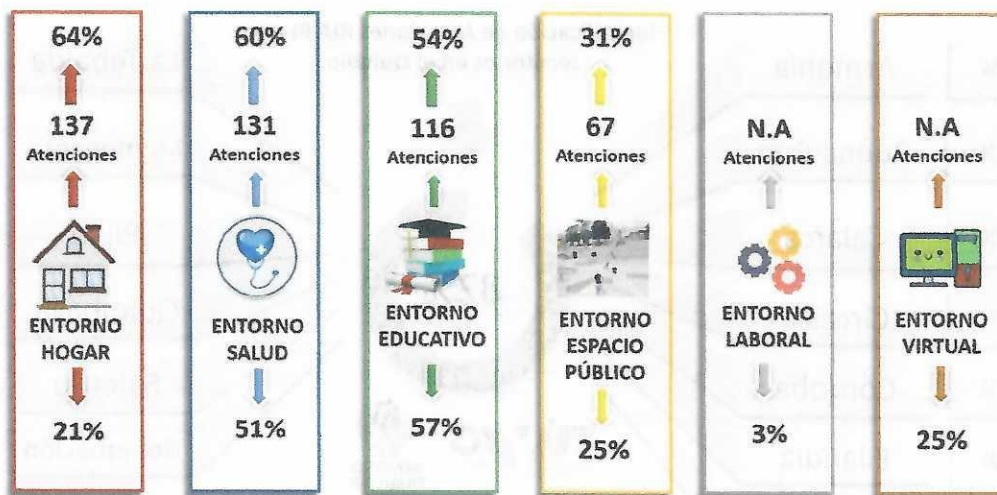 64%
137
Atenciones
ENTORNO
HOGAR
21%
60%
131
Atenciones
ENTORNO
SALUD
51%
54%
116
Atenciones
ENTORNO
EDUCATIVO
57%
31%
67
Atenciones
ENTORNO
ESPACIO
PÚBLICO
25%
N.A
Atenciones
ENTORNO
LABORAL
3%
N.A
Atenciones
ENTORNO
VIRTUAL
25%